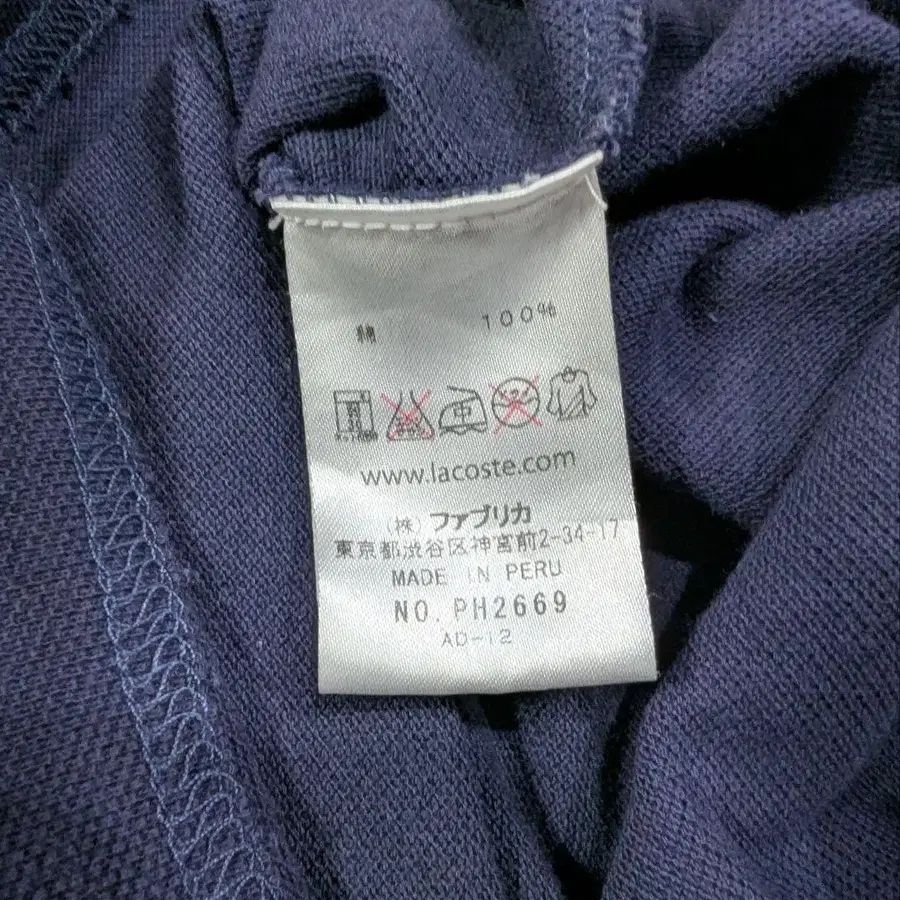 綿 100%
www.lacoste.com
(株) ファブリカ
東京都渋谷区神宮前2-34-17
MADE IN PERU
NO. PH2669
AD-12